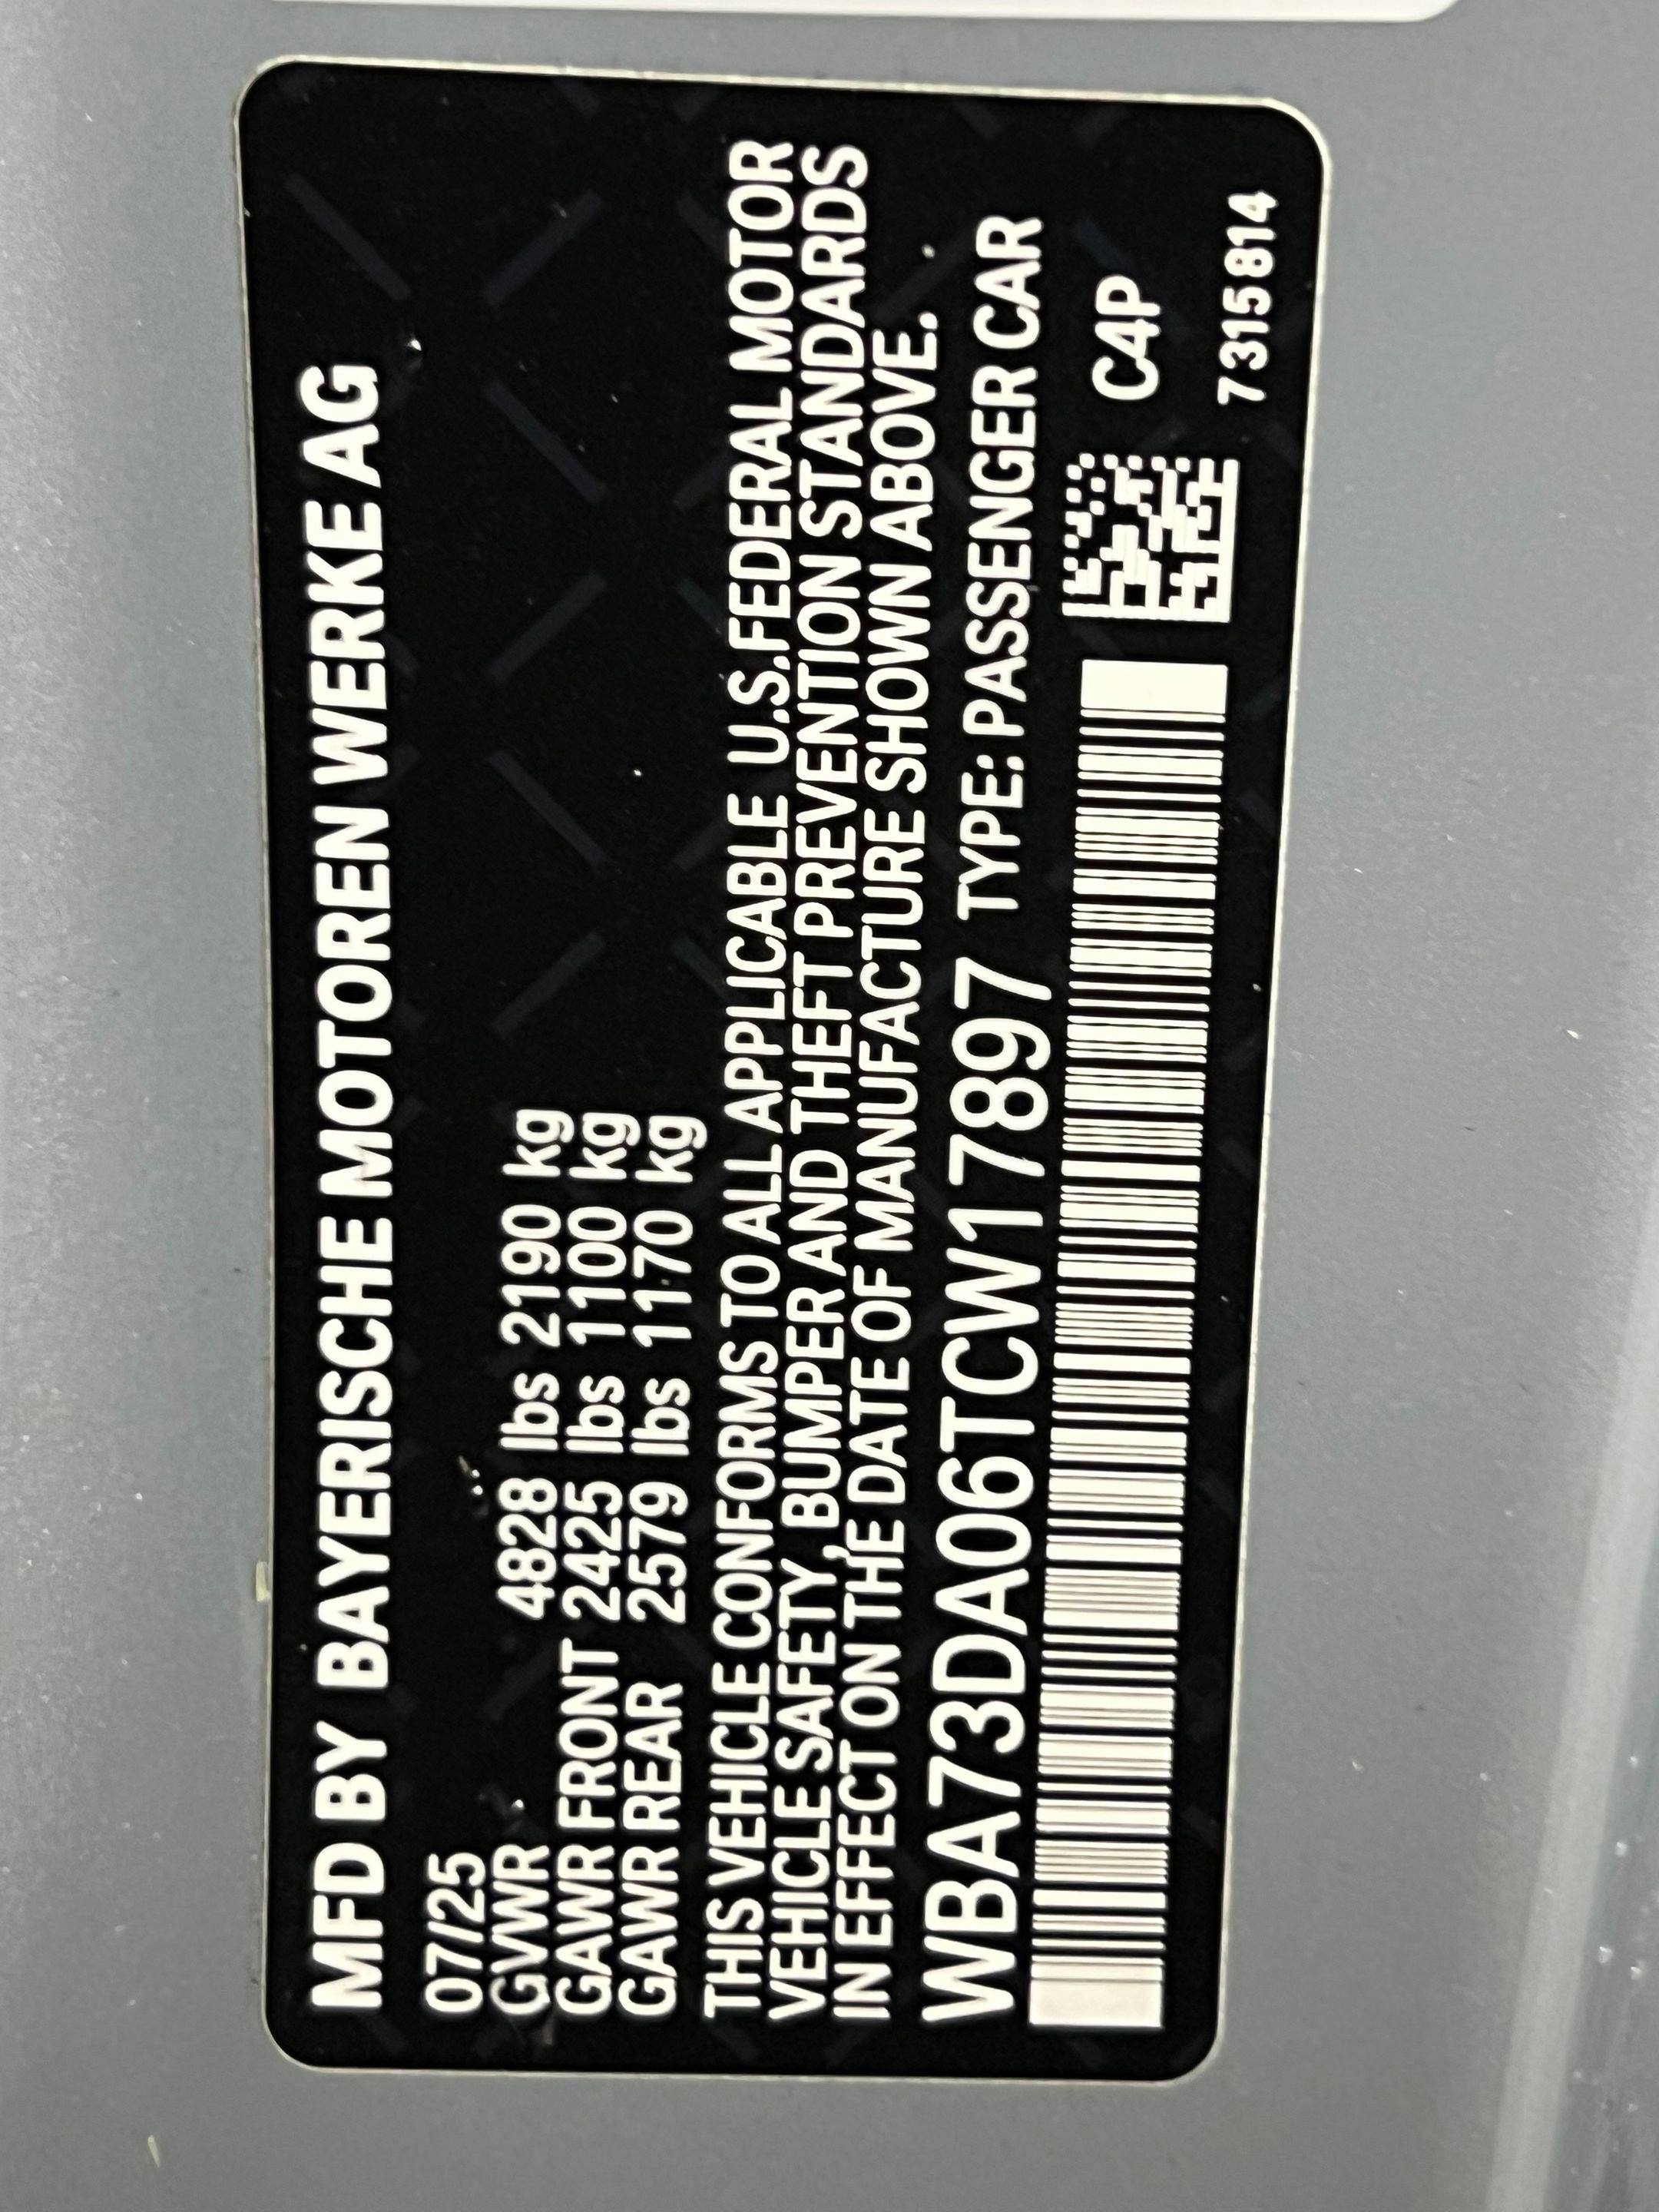 MFD BY BAYERISCHE MOTOREN WERKE AG
07/25
GVWR 4828 lbs 2190 kg
GAWR FRONT 2425 lbs 1100 kg
GAWR REAR 2579 lbs 1170 kg
THIS VEHICLE CONFORMS TO ALL APPLICABLE U.S.FEDERAL MOTOR
VEHICLE SAFETY, BUMPER AND THEFT PREVENTION STANDARDS
IN EFFECT ON THE DATE OF MANUFACTURE SHOWN ABOVE.
WBA73DA06TCW17897 TYPE: PASSENGER CAR
C4P
7315814